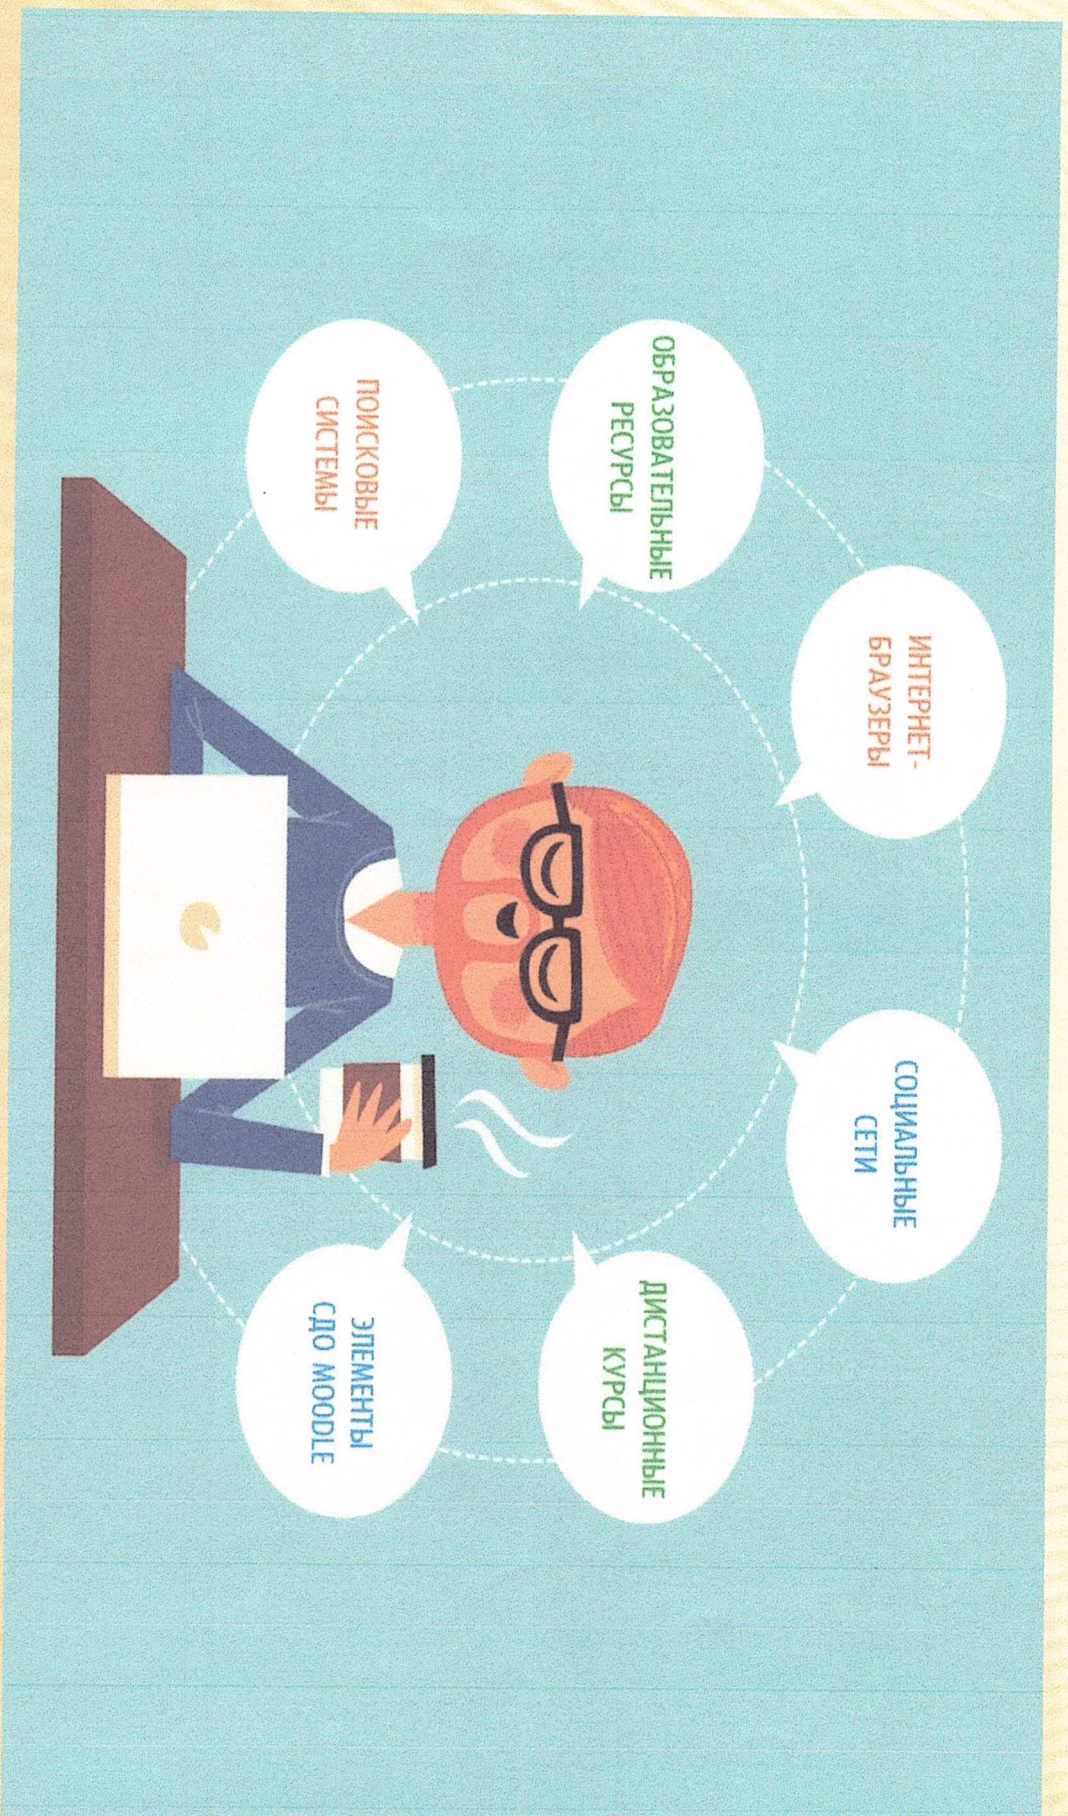 ПОИСКОВЫЕ
СИСТЕМЫ
ОБРАЗОВАТЕЛЬНЫЕ
РЕСУРСЫ
ИНТЕРНЕТ-
БРАУЗЕРЫ
СОЦИАЛЬНЫЕ
СЕТИ
ДИСТАНЦИОННЫЕ
КУРСЫ
ЭЛЕМЕНТЫ
СДО MOODLE